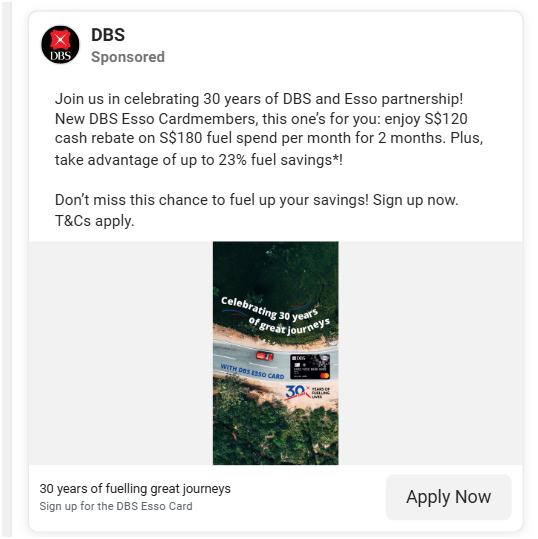 DBS
Sponsored
DBS
Join us in celebrating 30 years of DBS and Esso partnership!
New DBS Esso Cardmembers, this one’s for you: enjoy S$120
cash rebate on S$180 fuel spend per month for 2 months. Plus,
take advantage of up to 23% fuel savings*!
Don’t miss this chance to fuel up your savings! Sign up now.
T&Cs apply.
Celebrating 30 years
of great journeys
DBS
WITH DBS ESSO CARD
30 YEARS OF
FUELLING
LIVES
30 years of fuelling great journeys
Sign up for the DBS Esso Card
Apply Now